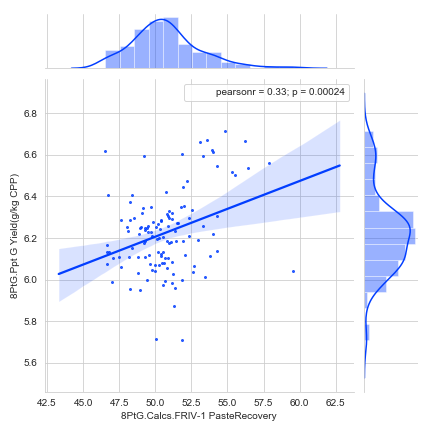 pearsonr = 0.33; p = 0.00024
8PtG.Ppt G Yield(g/kg CPP)
6.8
6.6
6.4
6.2
6.0
5.8
5.6
42.5 45.0 47.5 50.0 52.5 55.0 57.5 60.0 62.5
8PtG.Calcs.FRIV-1 PasteRecovery